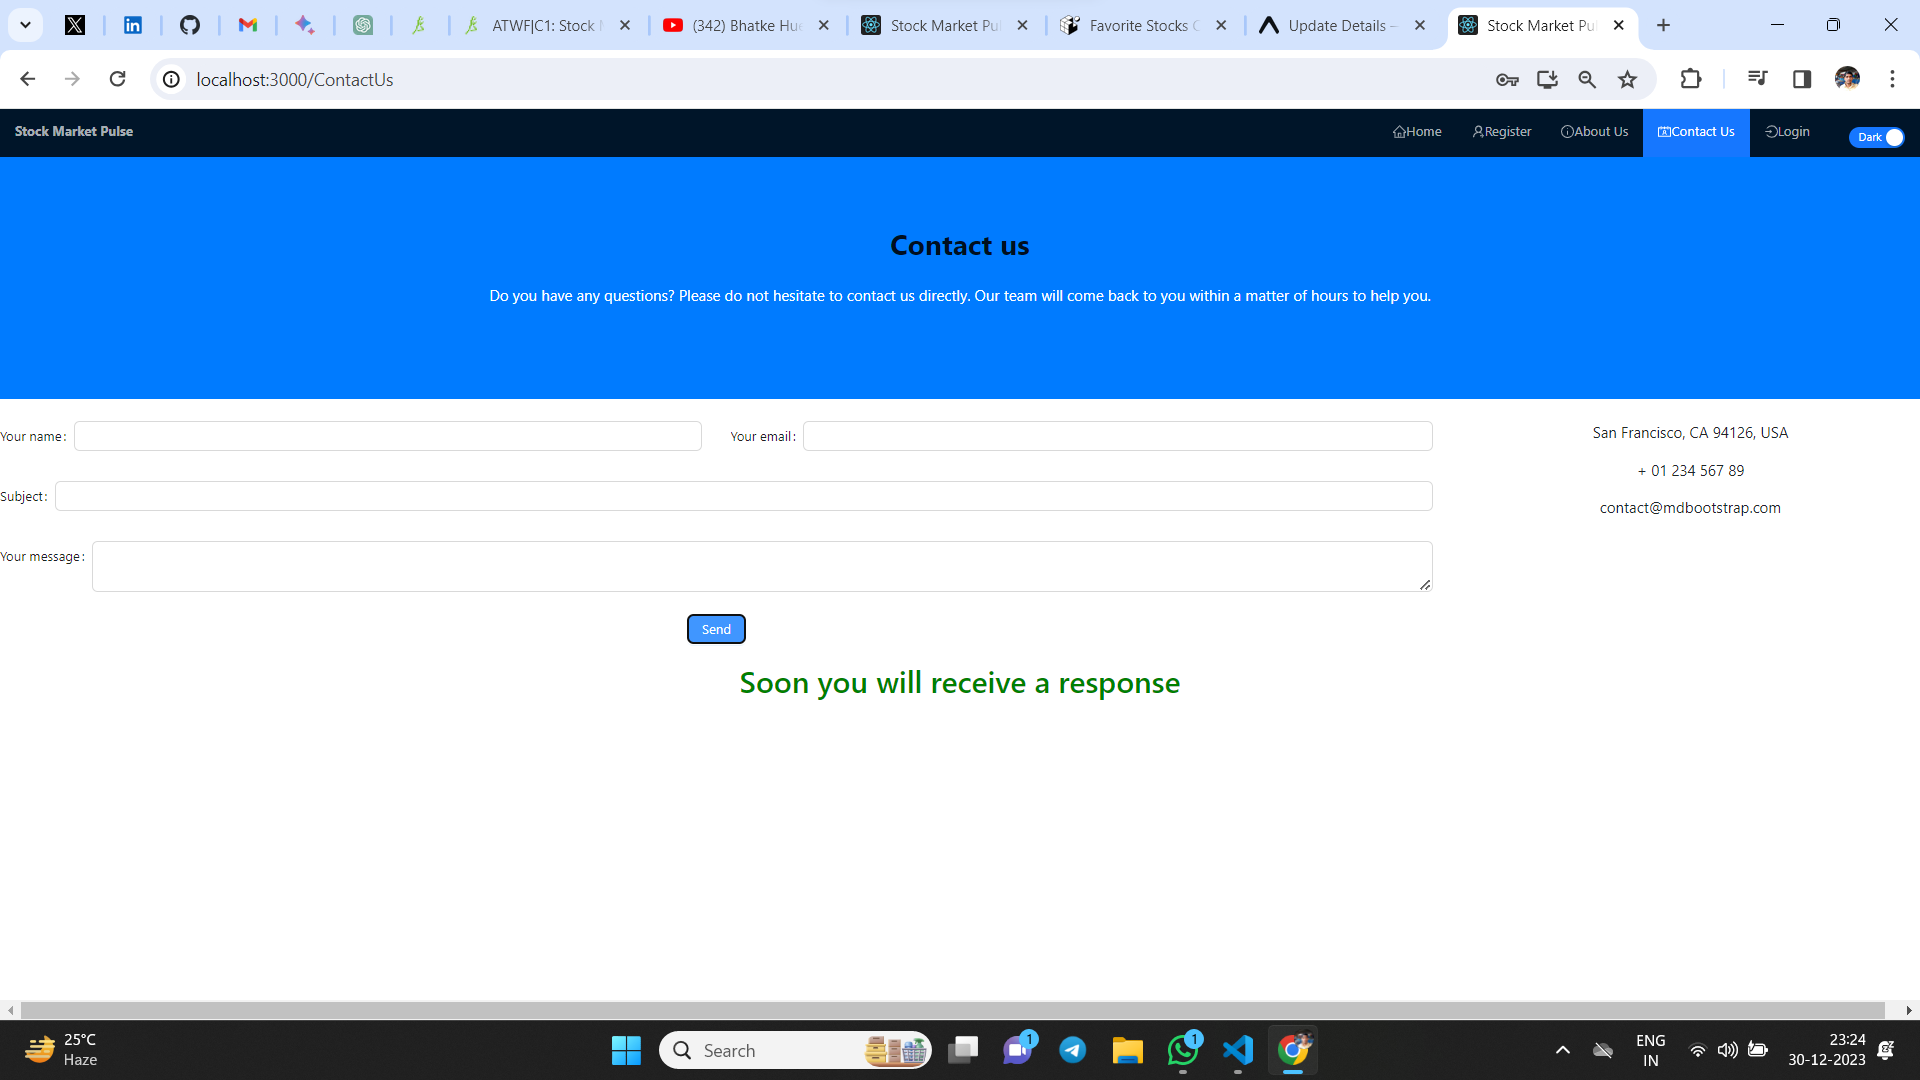 ATWF|C1: Stock
(342) Bhatke Hue
Stock Market Pul
Favorite Stocks
Update Details –
Stock Market Pul
localhost:3000/ContactUs
Stock Market Pulse
Home
Register
About Us
Contact Us
Login
Dark
Contact us
Do you have any questions? Please do not hesitate to contact us directly. Our team will come back to you within a matter of hours to help you.
Your name:
Your email:
Subject:
Your message:
Send
San Francisco, CA 94126, USA
+ 01 234 567 89
contact@mdbootstrap.com
Soon you will receive a response
25°C
Haze
Search
1
1
ENG
IN
23:24
30-12-2023